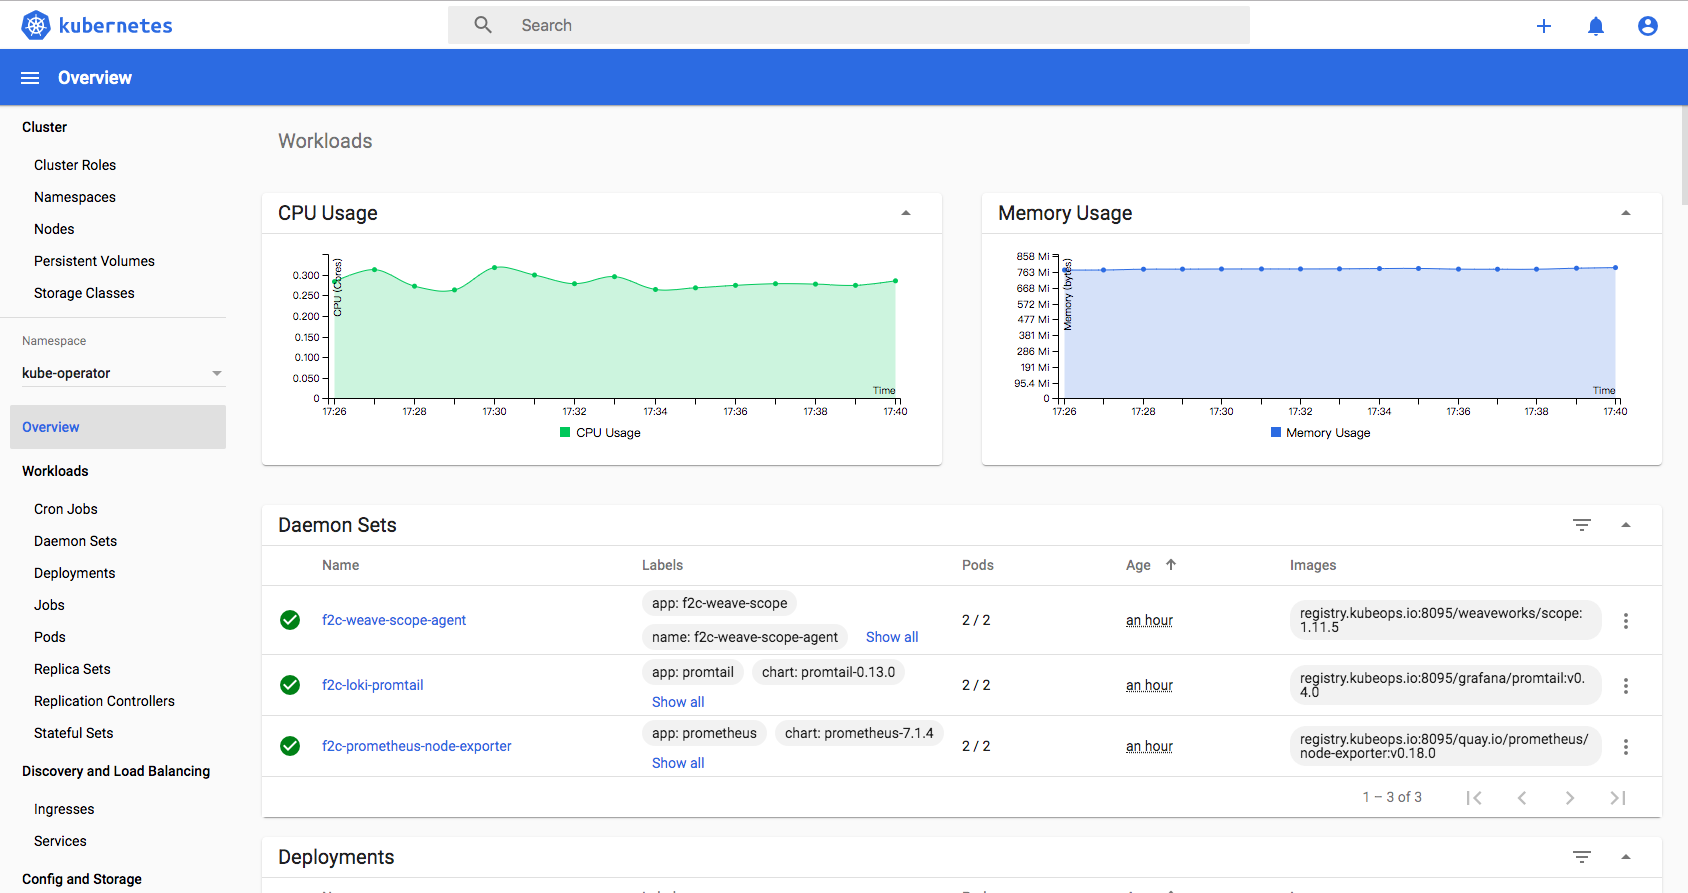 kubernetes
Search
Overview
Cluster
Cluster Roles
Namespaces
Nodes
Persistent Volumes
Storage Classes
Namespace
kube-operator
Overview
Workloads
Cron Jobs
Daemon Sets
Deployments
Jobs
Pods
Replica Sets
Replication Controllers
Stateful Sets
Discovery and Load Balancing
Ingresses
Services
Config and Storage
Workloads
CPU Usage
CPU (Cores)
0.300
0.250
0.200
0.150
0.100
0.050
0
Time
17:26 17:28 17:30 17:32 17:34 17:36 17:38 17:40
CPU Usage
Memory Usage
Memory (bytes)
858 Mi
763 Mi
668 Mi
572 Mi
477 Mi
381 Mi
286 Mi
191 Mi
95.4 Mi
0
Time
17:26 17:28 17:30 17:32 17:34 17:36 17:38 17:40
Memory Usage
Daemon Sets
Name Labels Pods Age Images
f2c-weave-scope-agent
app: f2c-weave-scope
name: f2c-weave-scope-agent Show all
2 / 2
an hour
registry.kubeops.io:8095/weaveworks/scope:
1.11.5
f2c-loki-promtail
app: promtail chart: promtail-0.13.0
Show all
2 / 2
an hour
registry.kubeops.io:8095/grafana/promtail:v0.
4.0
f2c-prometheus-node-exporter
app: prometheus chart: prometheus-7.1.4
Show all
2 / 2
an hour
registry.kubeops.io:8095/quay.io/prometheus/
node-exporter:v0.18.0
1 – 3 of 3
Deployments